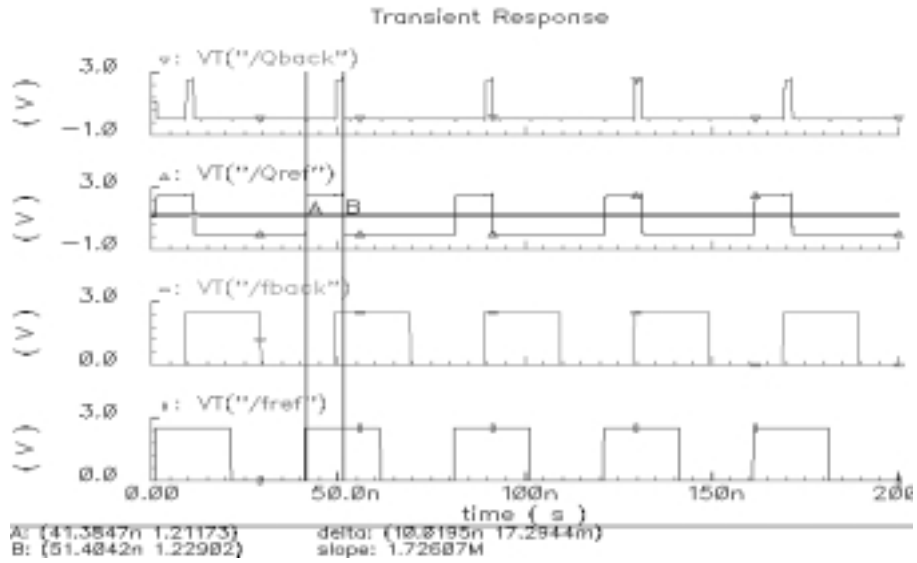 Transient Response
▿: VT("/Qback")
3.0
(V)
-1.0
▵: VT("/Qref")
3.0
(V)
-1.0
A B
-: VT("/fback")
3.0
(V)
0.0
ı: VT("/fref")
3.0
(V)
0.0
0.00 50.0n 100n 150n 200
time ( s )
A: (41.3847n 1.21173) delta: (10.0195n 17.2944m)
B: (51.4042n 1.22902) slope: 1.72607M